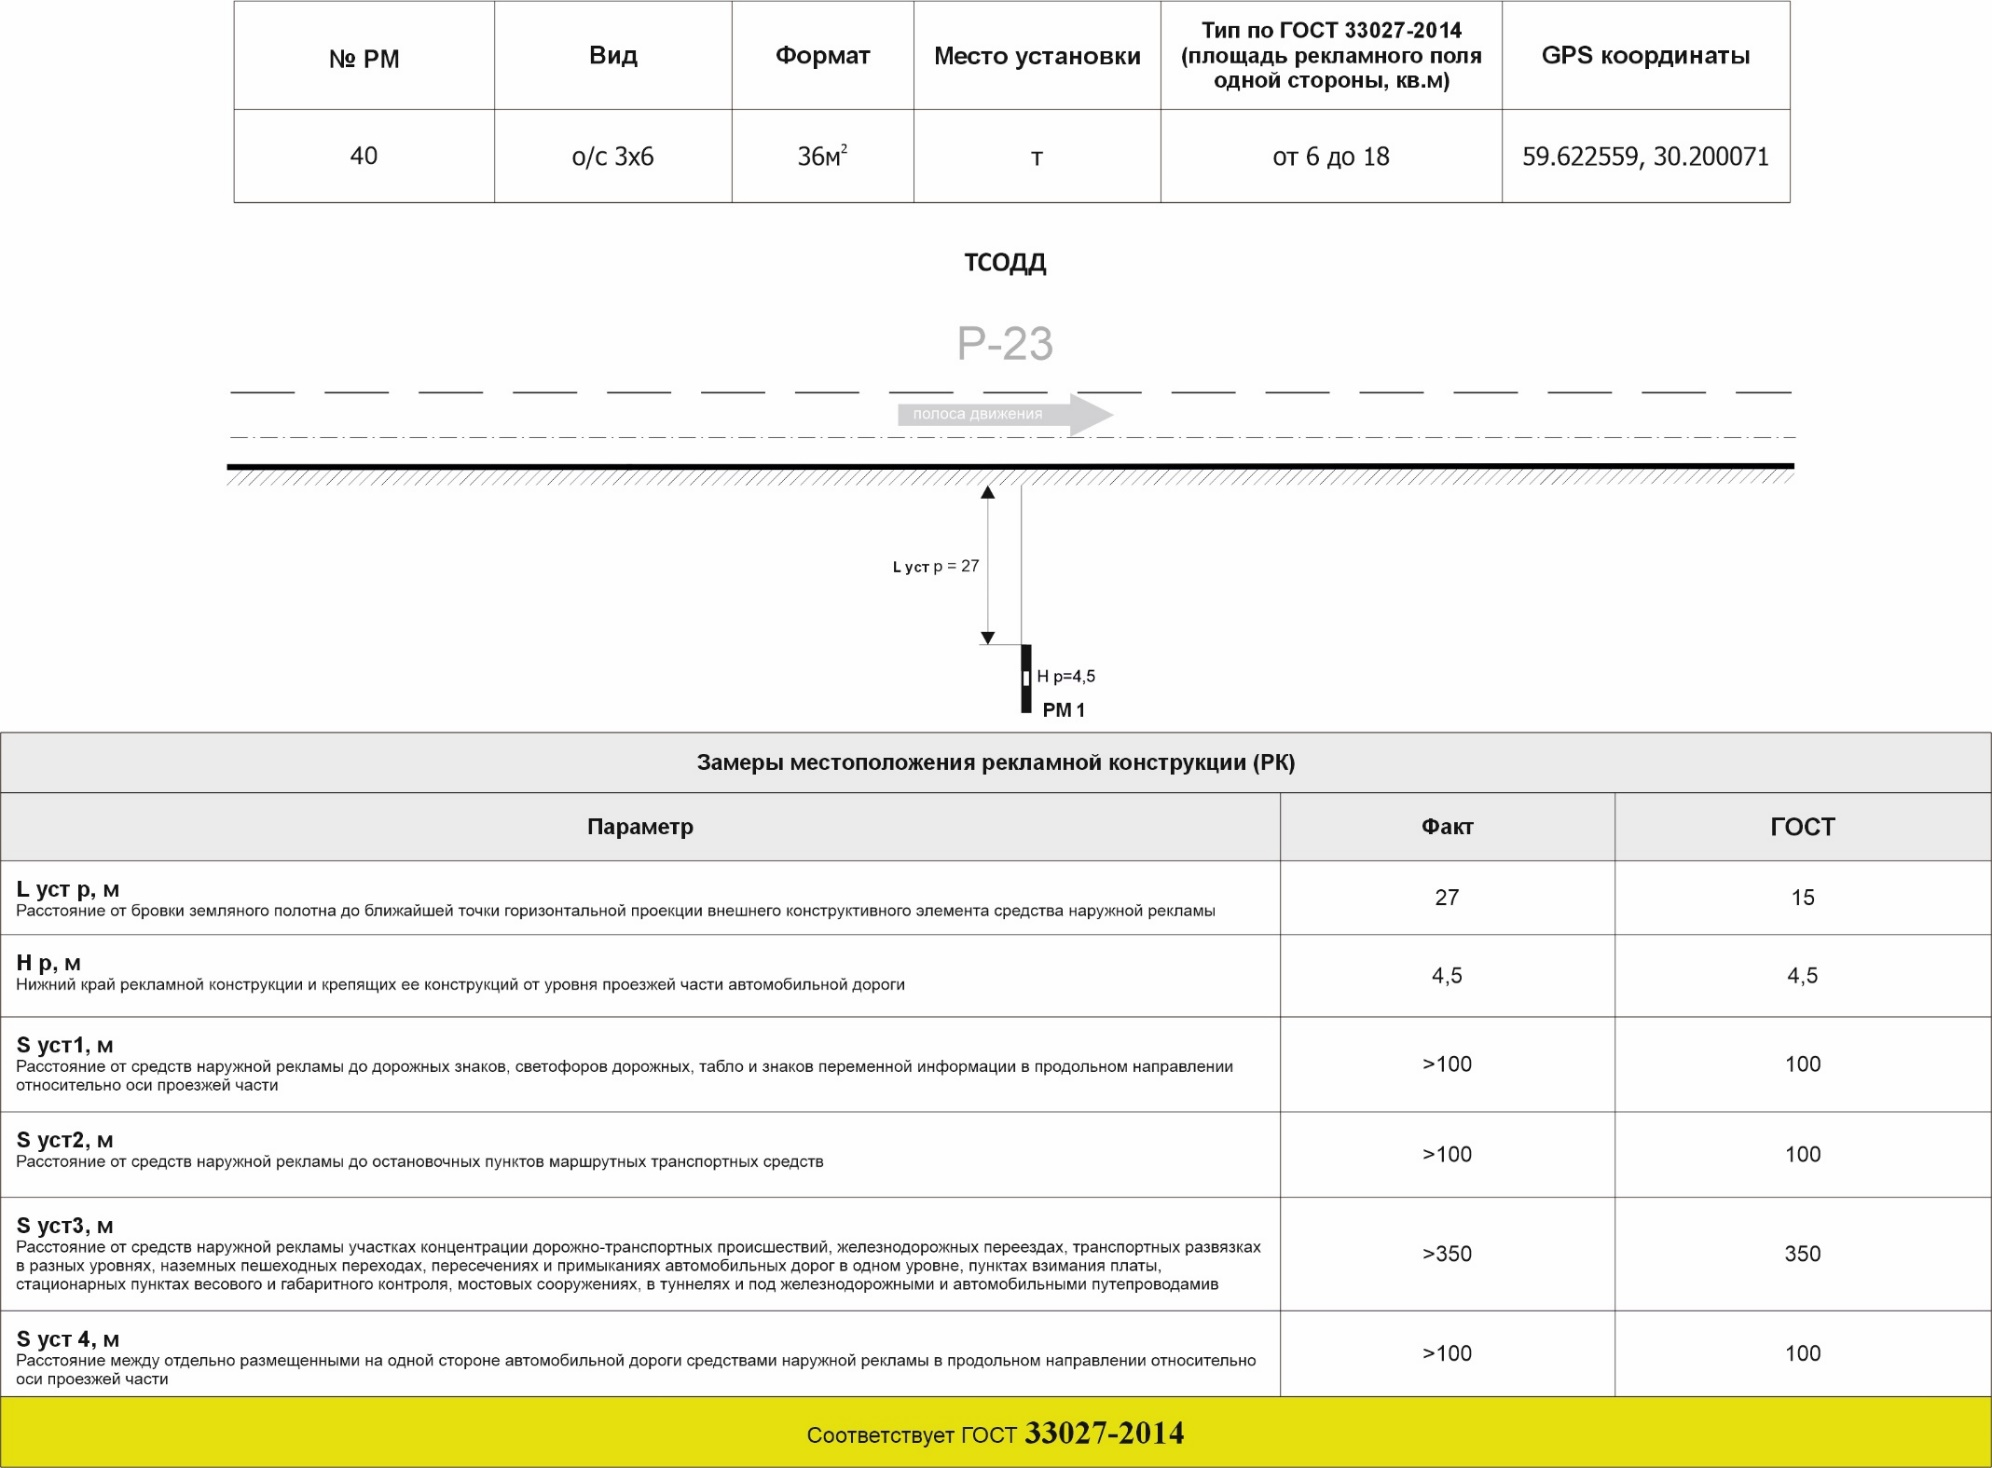 № РМ
Вид
Формат
Место установки
Тип по ГОСТ 33027-2014
(площадь рекламного поля
одной стороны, кв.м)
GPS координаты
40
о/с 3х6
36м²
т
от 6 до 18
59.622559, 30.200071
ТСОДД
Р-23
полоса движения
L уст р = 27
Н р=4,5
РМ 1
Замеры местоположения рекламной конструкции (РК)
Параметр
Факт
ГОСТ
L уст р, м
Расстояние от бровки земляного полотна до ближайшей точки горизонтальной проекции внешнего конструктивного элемента средства наружной рекламы
27
15
Н р, м
Нижний край рекламной конструкции и крепящих ее конструкций от уровня проезжей части автомобильной дороги
4,5
4,5
S уст1, м
Расстояние от средств наружной рекламы до дорожных знаков, светофоров дорожных, табло и знаков переменной информации в продольном направлении
относительно оси проезжей части
>100
100
S уст2, м
Расстояние от средств наружной рекламы до остановочных пунктов маршрутных транспортных средств
>100
100
S уст3, м
Расстояние от средств наружной рекламы участках концентрации дорожно-транспортных происшествий, железнодорожных переездах, транспортных развязках
в разных уровнях, наземных пешеходных переходах, пересечениях и примыканиях автомобильных дорог в одном уровне, пунктах взимания платы,
стационарных пунктах весового и габаритного контроля, мостовых сооружениях, в туннелях и под железнодорожными и автомобильными путепроводамив
>350
350
S уст 4, м
Расстояние между отдельно размещенными на одной стороне автомобильной дороги средствами наружной рекламы в продольном направлении относительно
оси проезжей части
>100
100
Соответствует ГОСТ 33027-2014